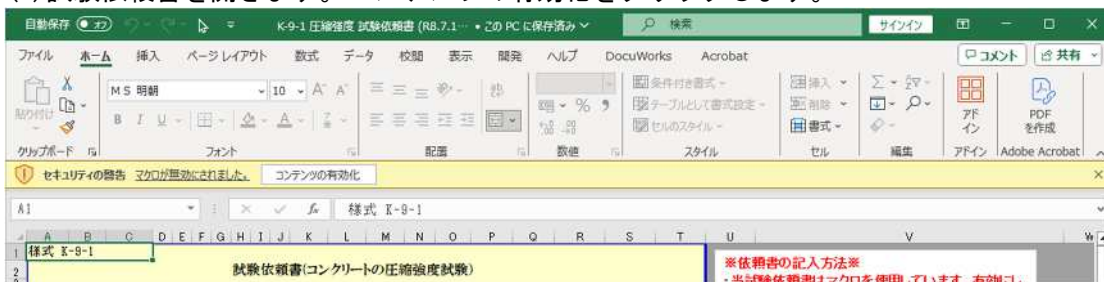 自動保存 オフ K-9-1 圧縮強度 試験依頼書 (R8.7.1… • この PC に保存済み 検索 サインイン
ファイル ホーム 挿入 ページ レイアウト 数式 データ 校閲 表示 開発 ヘルプ DocuWorks Acrobat コメント 共有
貼り付け MS 明朝 10 A A 条件付き書式 挿入 Σ
B I U A % 9 テーブルとして書式設定 削除 アドイン PDF を作成
セルのスタイル 書式
クリップボード フォント 配置 数値 スタイル セル 編集 アドイン Adobe Acrobat
セキュリティの警告 マクロが無効にされました。 コンテンツの有効化
A1 fx 様式 K-9-1
A B C D E F G H I J K L M N O P Q R S T U V W
1 様式 K-9-1
2 試験依頼書(コンクリートの圧縮強度試験) ※依頼書の記入方法※